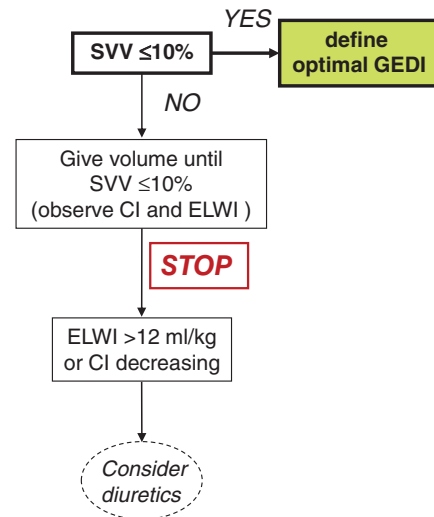 YES
SVV ≤10%
define
optimal GEDI
NO
Give volume until
SVV ≤10%
(observe CI and ELWI )
STOP
ELWI >12 ml/kg
or CI decreasing
Consider
diuretics